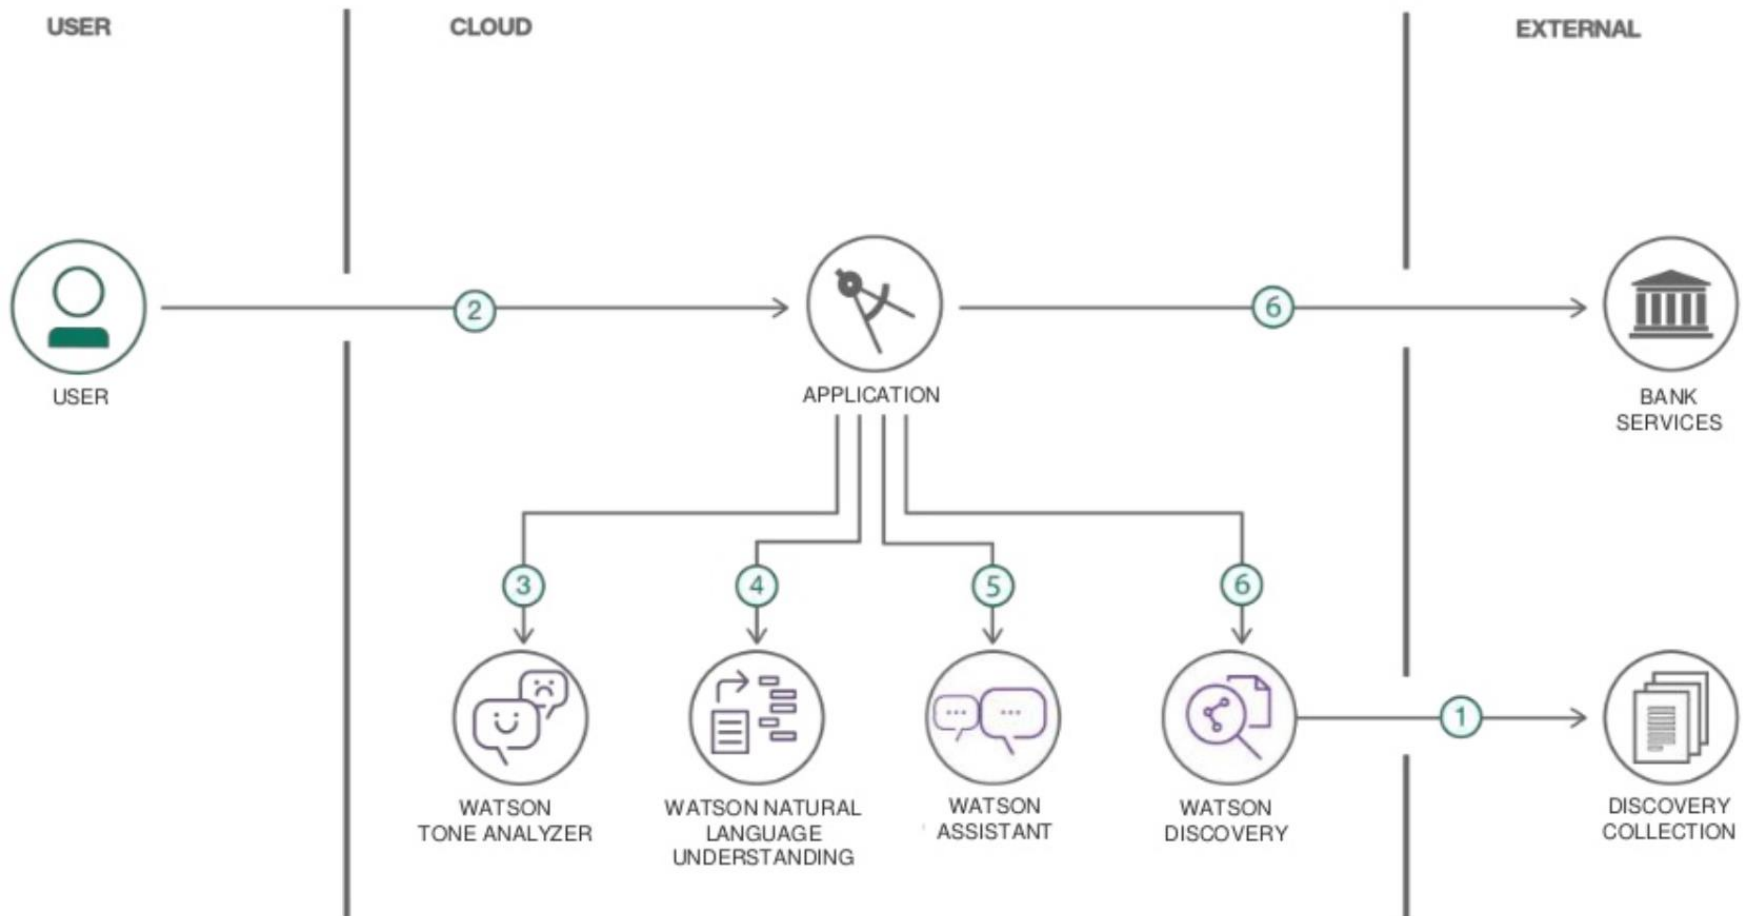 USER
CLOUD
EXTERNAL
2
6
USER
APPLICATION
BANK
SERVICES
3
4
5
6
1
WATSON
TONE ANALYZER
WATSON NATURAL
LANGUAGE
UNDERSTANDING
WATSON
ASSISTANT
WATSON
DISCOVERY
DISCOVERY
COLLECTION